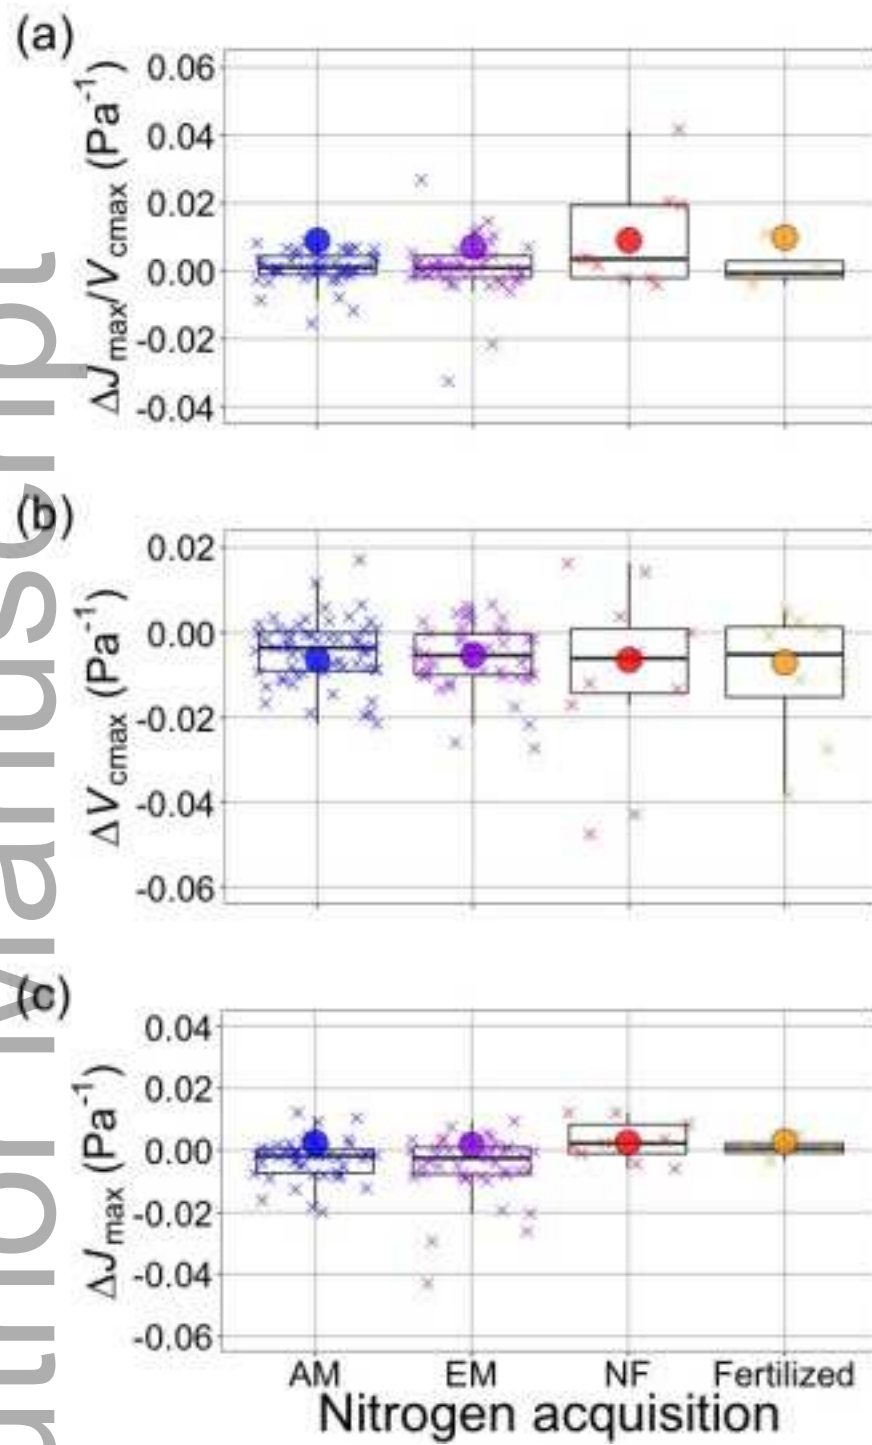 (a)
ΔJmax/Vcmax (Pa-1)
0.06
0.04
0.02
0.00
-0.02
-0.04
(b)
ΔVcmax (Pa-1)
0.02
0.00
-0.02
-0.04
-0.06
(c)
ΔJmax (Pa-1)
0.04
0.02
0.00
-0.02
-0.04
-0.06
AM EM NF Fertilized
Nitrogen acquisition
uthor Manuscript